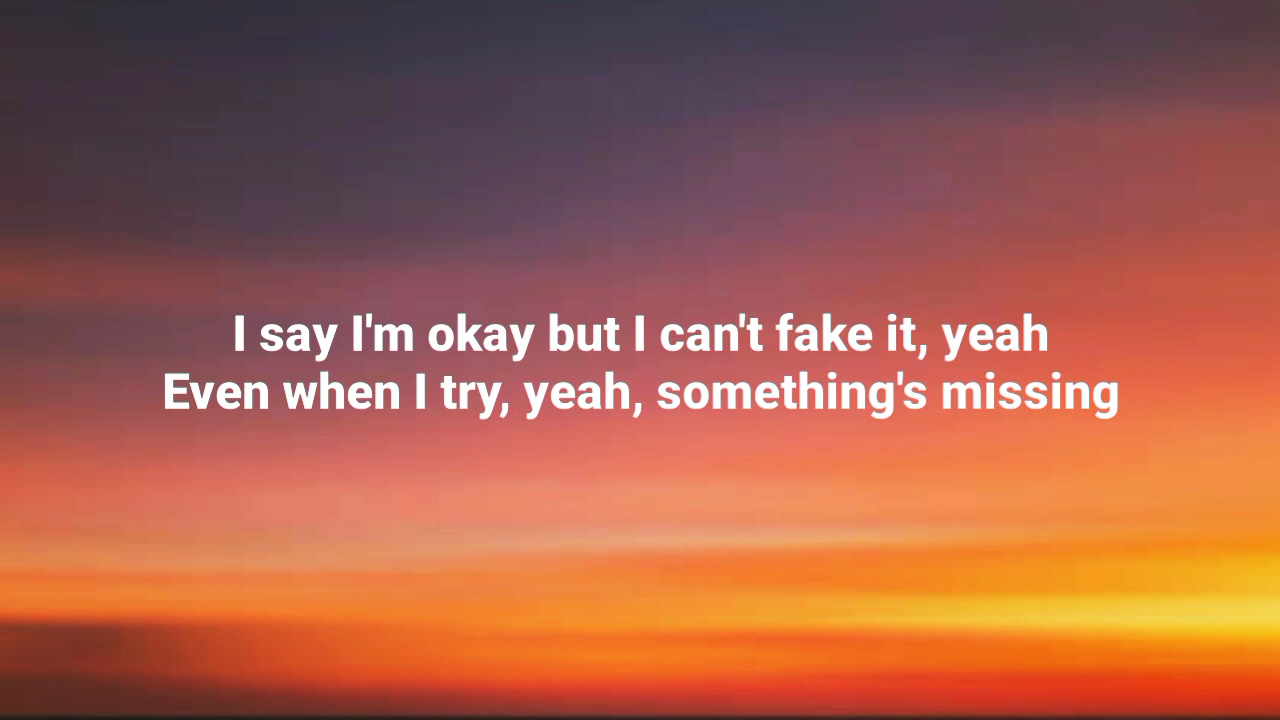 I say I'm okay but I can't fake it, yeah
Even when I try, yeah, something's missing